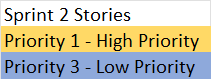 Sprint 2 Stories
Priority 1 - High Priority
Priority 3 - Low Priority